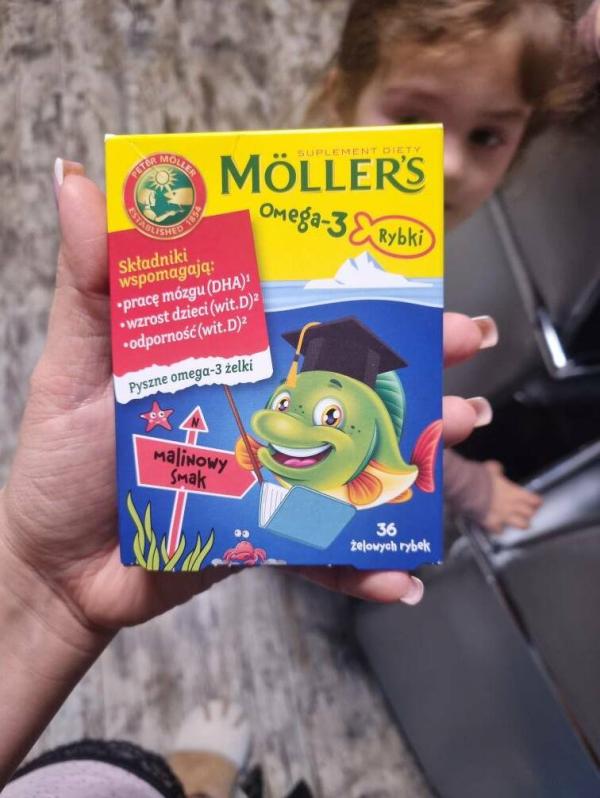 PETER MÖLLER
ESTABLISHED 1854
SUPLEMENT DIETY
MÖLLER'S
Omega-3
Rybki
Składniki
wspomagają:
•pracę mózgu (DHA)¹
•wzrost dzieci (wit.D)²
•odporność (wit.D)²
Pyszne omega-3 żelki
N
malinowy
smak
36
żelowych rybek